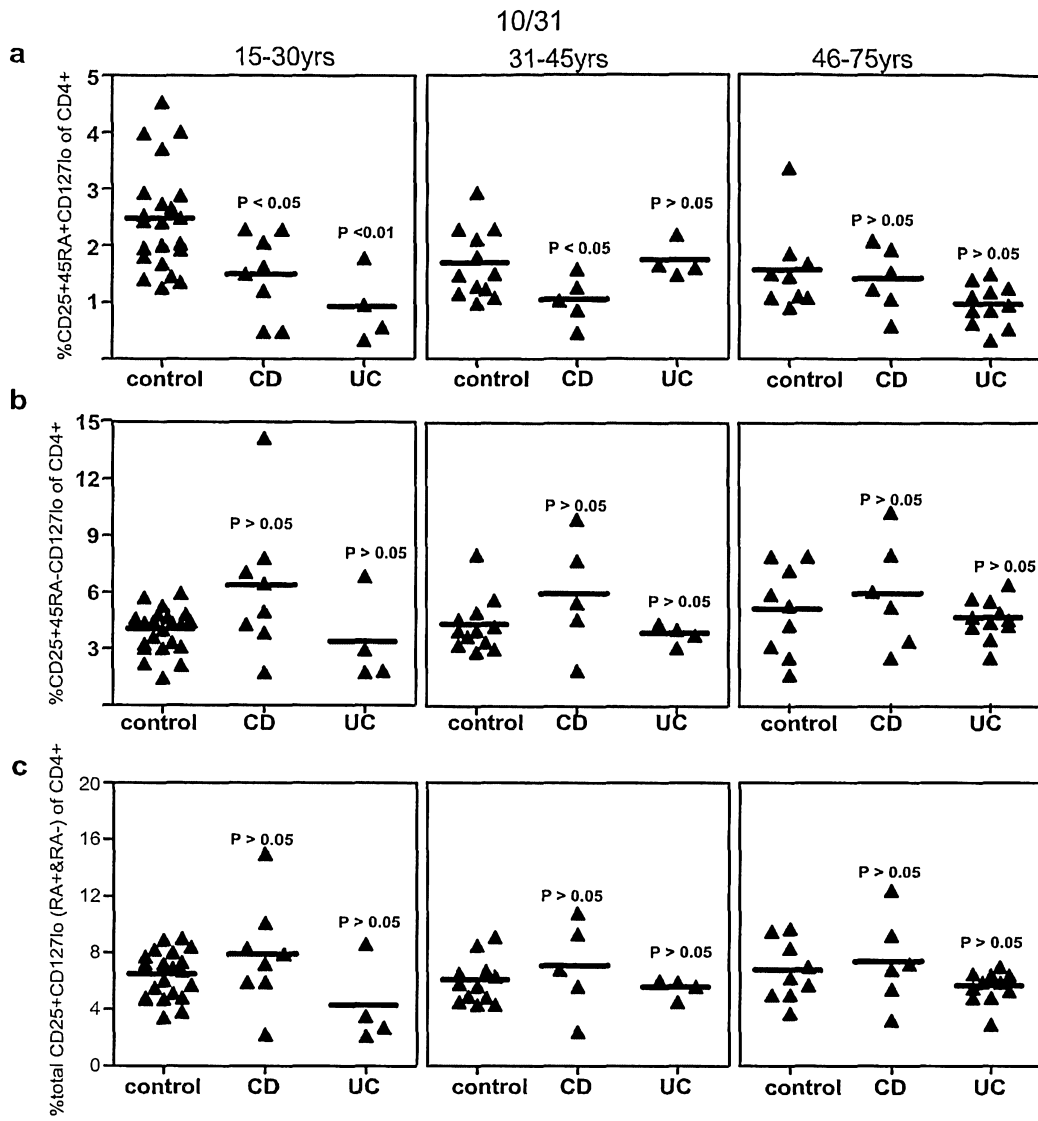 10/31
a
15-30yrs
31-45yrs
46-75yrs
%CD25+45RA+CD127lo of CD4+
5
4
3
2
1
P < 0.05
P <0.01
P < 0.05
P > 0.05
P > 0.05
P > 0.05
control
CD
UC
control
CD
UC
control
CD
UC
b
%CD25+45RA-CD127lo of CD4+
15
12
9
6
3
P > 0.05
P > 0.05
P > 0.05
P > 0.05
P > 0.05
P > 0.05
control
CD
UC
control
CD
UC
control
CD
UC
c
%total CD25+CD127lo (RA+&RA-) of CD4+
20
16
12
8
4
0
P > 0.05
P > 0.05
P > 0.05
P > 0.05
P > 0.05
P > 0.05
control
CD
UC
control
CD
UC
control
CD
UC